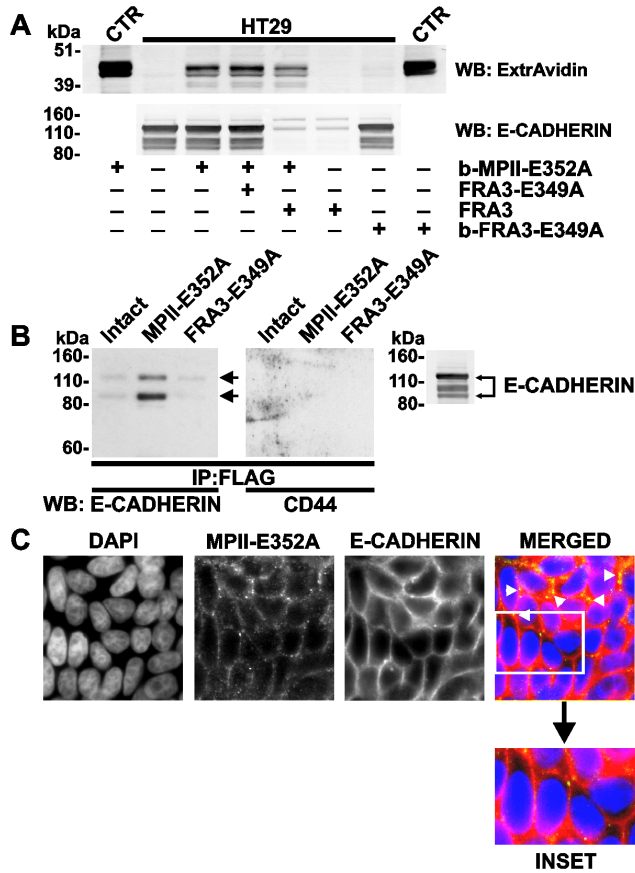 A
kDa
CTR
HT29
CTR
51-
39-
WB: ExtrAvidin
160-
110-
80-
WB: E-CADHERIN
+ − + + + − − − b-MPII-E352A
− − − + − − − − FRA3-E349A
− − − − + + − − FRA3
− − − − − − + + b-FRA3-E349A
B
kDa
Intact
MPII-E352A
FRA3-E349A
Intact
MPII-E352A
FRA3-E349A
kDa
160-
110-
80-
60-
160-
110-
80-
E-CADHERIN
IP:FLAG
WB: E-CADHERIN
CD44
C
DAPI
MPII-E352A
E-CADHERIN
MERGED
INSET